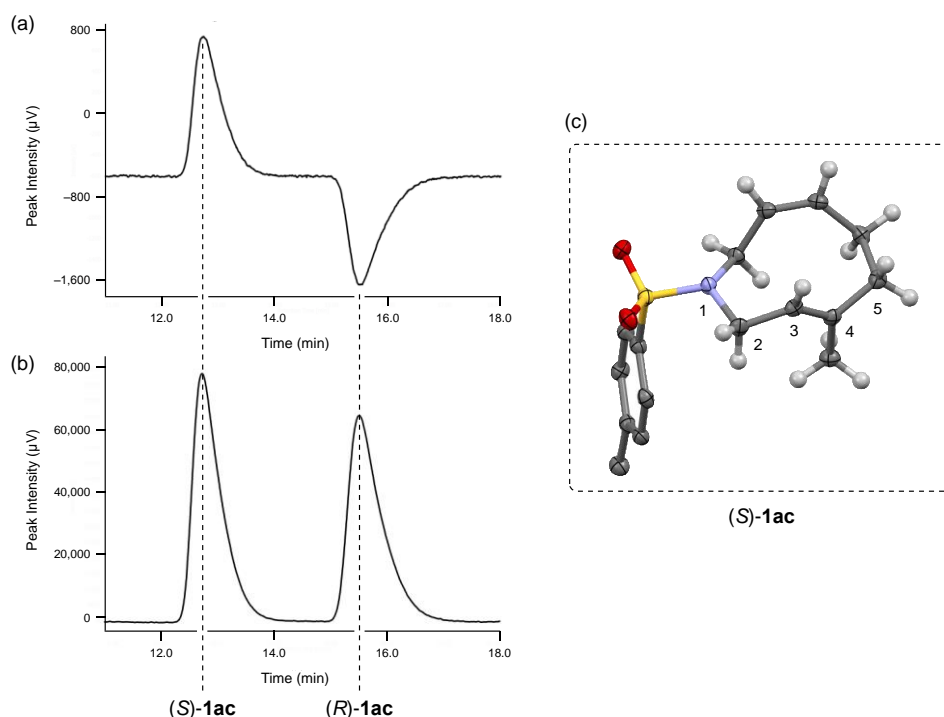 (a)
800
0
–800
–1,600
Peak Intensity (µV)
12.0 14.0 16.0 18.0
Time (min)
(b)
80,000
60,000
40,000
20,000
0
Peak Intensity (µV)
12.0 14.0 16.0 18.0
Time (min)
(S)-1ac (R)-1ac
(c)
1 2 3 4 5
(S)-1ac